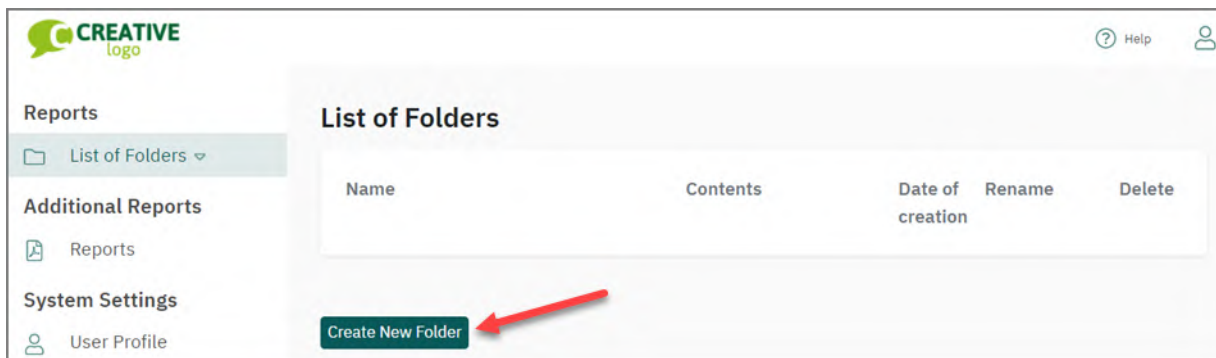 CREATIVE
logo
Help
Reports
List of Folders
Additional Reports
Reports
System Settings
User Profile
List of Folders
Name Contents Date of creation Rename Delete
Create New Folder